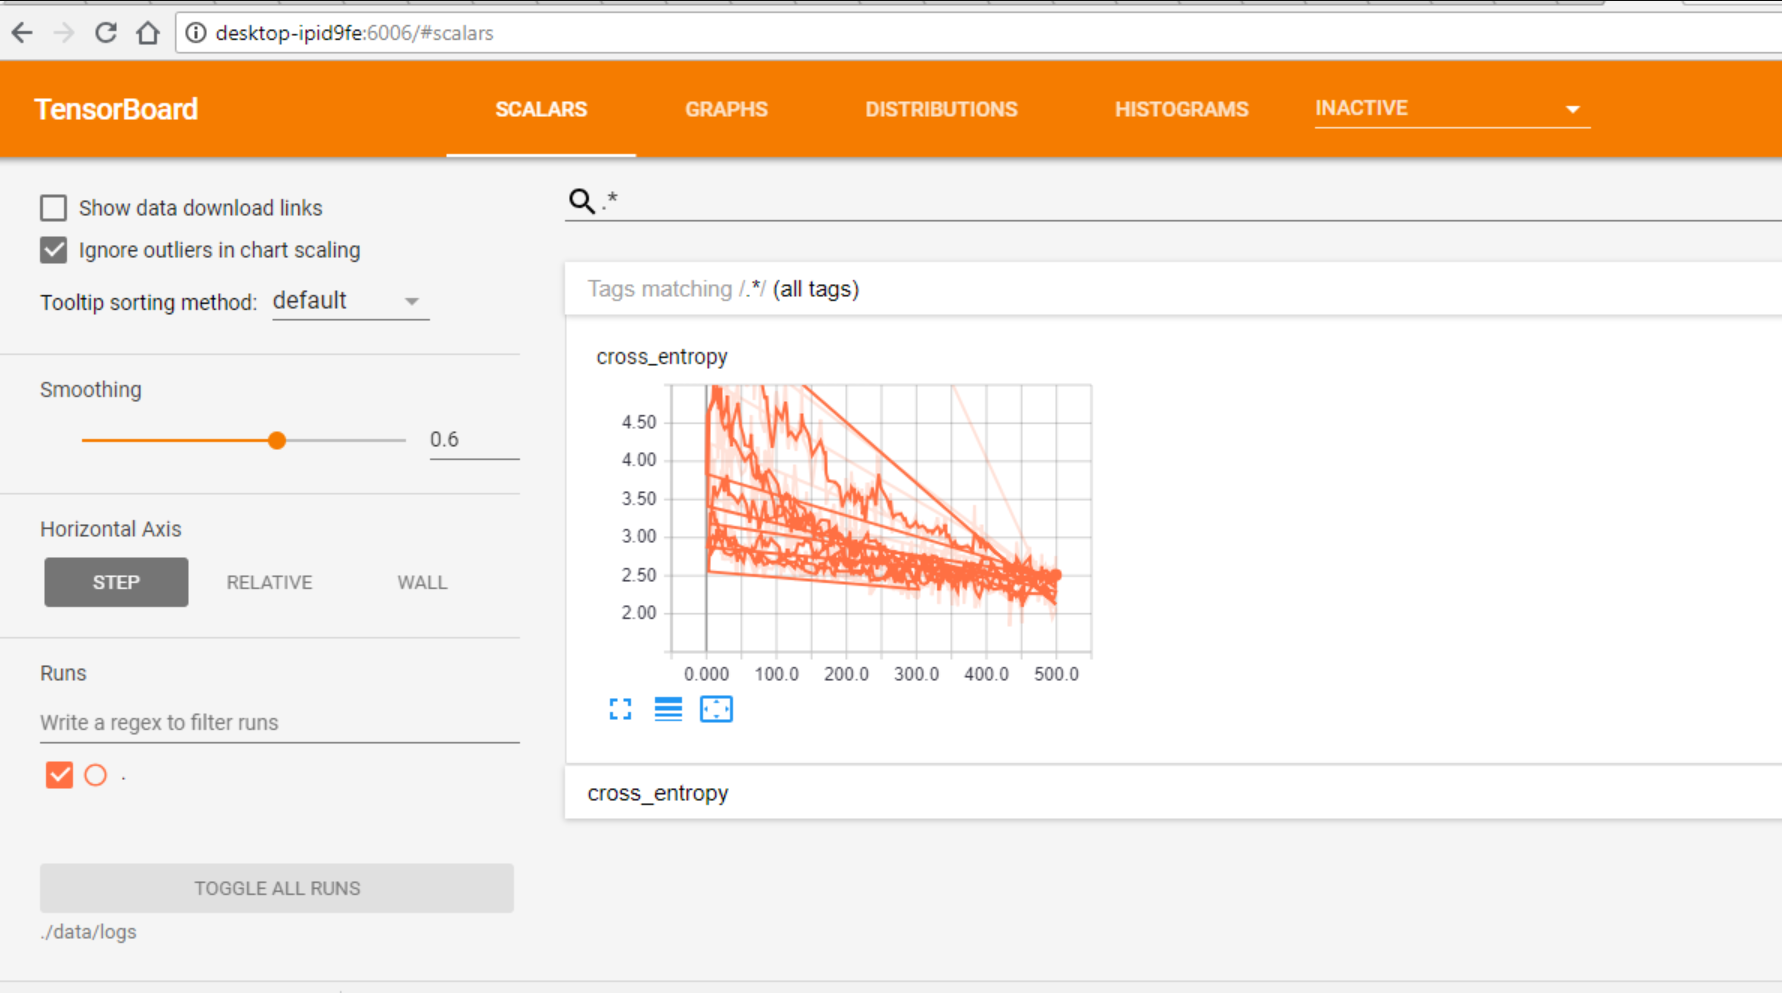 desktop-ipid9fe:6006/#scalars
TensorBoard SCALARS GRAPHS DISTRIBUTIONS HISTOGRAMS INACTIVE
Show data download links
Ignore outliers in chart scaling
Tooltip sorting method: default
Smoothing
0.6
Horizontal Axis
STEP RELATIVE WALL
Runs
Write a regex to filter runs
.
TOGGLE ALL RUNS
./data/logs
.*
Tags matching /.*/ (all tags)
cross_entropy
4.50
4.00
3.50
3.00
2.50
2.00
0.000 100.0 200.0 300.0 400.0 500.0
cross_entropy